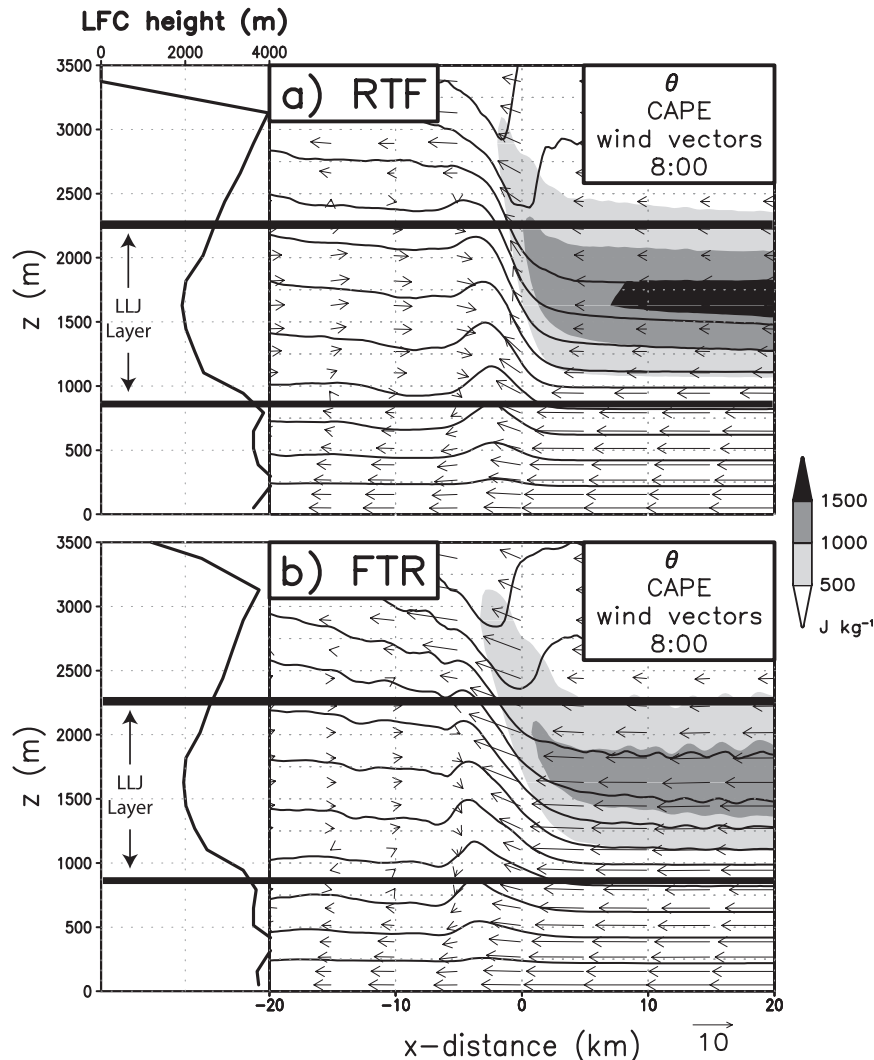 LFC height (m)
0 2000 4000
3500
3000
2500
2000
1500
1000
500
0
z (m)
LLJ
Layer
a) RTF
θ
CAPE
wind vectors
8:00
1500
1000
500
J kg⁻¹
3500
3000
2500
2000
1500
1000
500
0
z (m)
LLJ
Layer
b) FTR
θ
CAPE
wind vectors
8:00
-20 -10 0 10 20
x-distance (km)
10